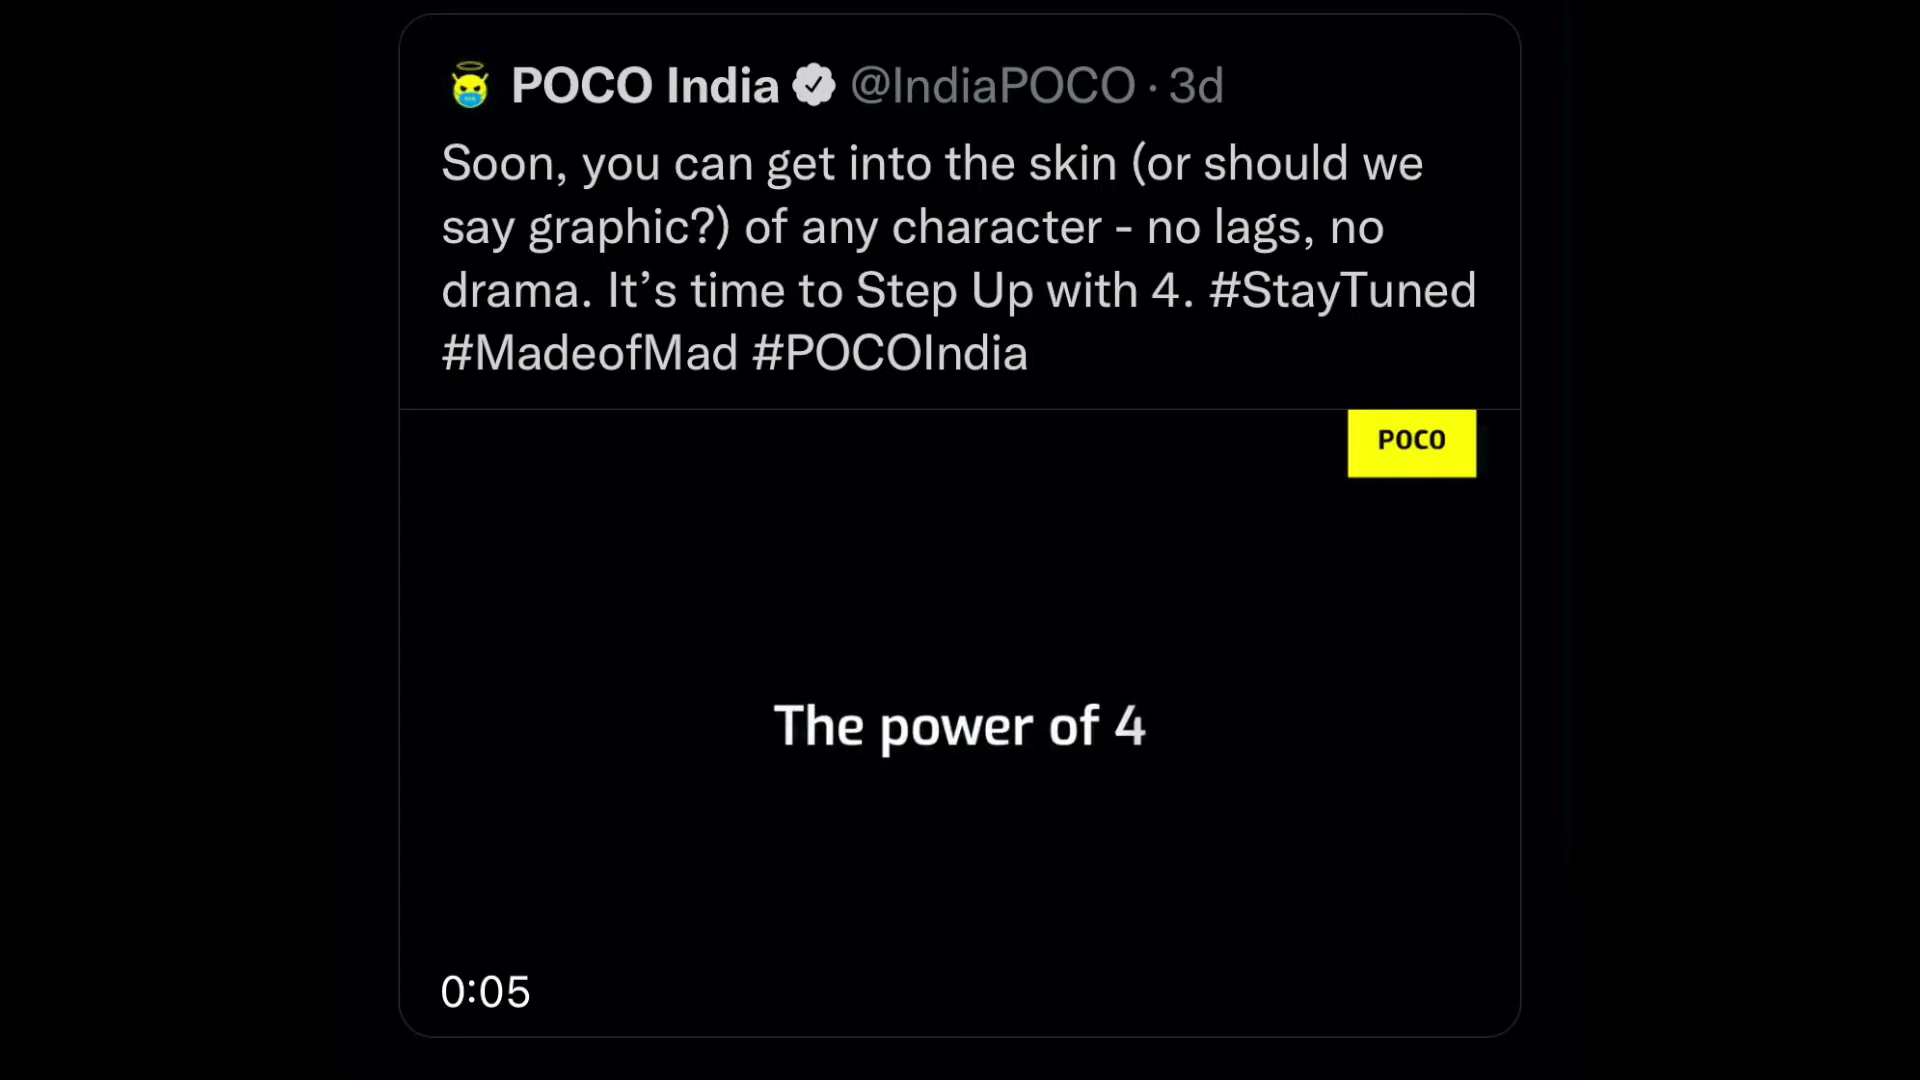 POCO India @IndiaPOCO · 3d
Soon, you can get into the skin (or should we
say graphic?) of any character - no lags, no
drama. It’s time to Step Up with 4. #StayTuned
#MadeofMad #POCOIndia
POCO
The power of 4
0:05